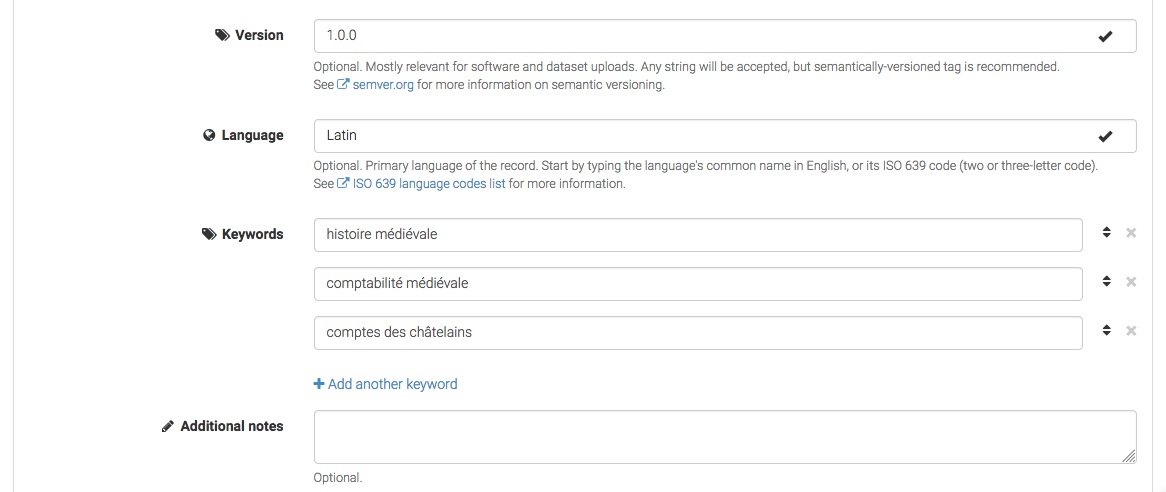 Version
1.0.0
Optional. Mostly relevant for software and dataset uploads. Any string will be accepted, but semantically-versioned tag is recommended.
See semver.org for more information on semantic versioning.
Language
Latin
Optional. Primary language of the record. Start by typing the language's common name in English, or its ISO 639 code (two or three-letter code).
See ISO 639 language codes list for more information.
Keywords
histoire médiévale
comptabilité médiévale
comptes des châtelains
Add another keyword
Additional notes
Optional.